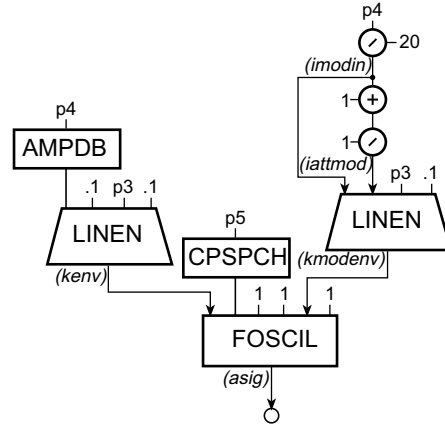 p4
20
(imodin)
1
+
1
(iattmod)
p4
AMPDB
.1 p3 .1
LINEN
(kenv)
p3 .1
LINEN
(kmodenv)
p5
CPSPCH
1 1 1
FOSCIL
(asig)